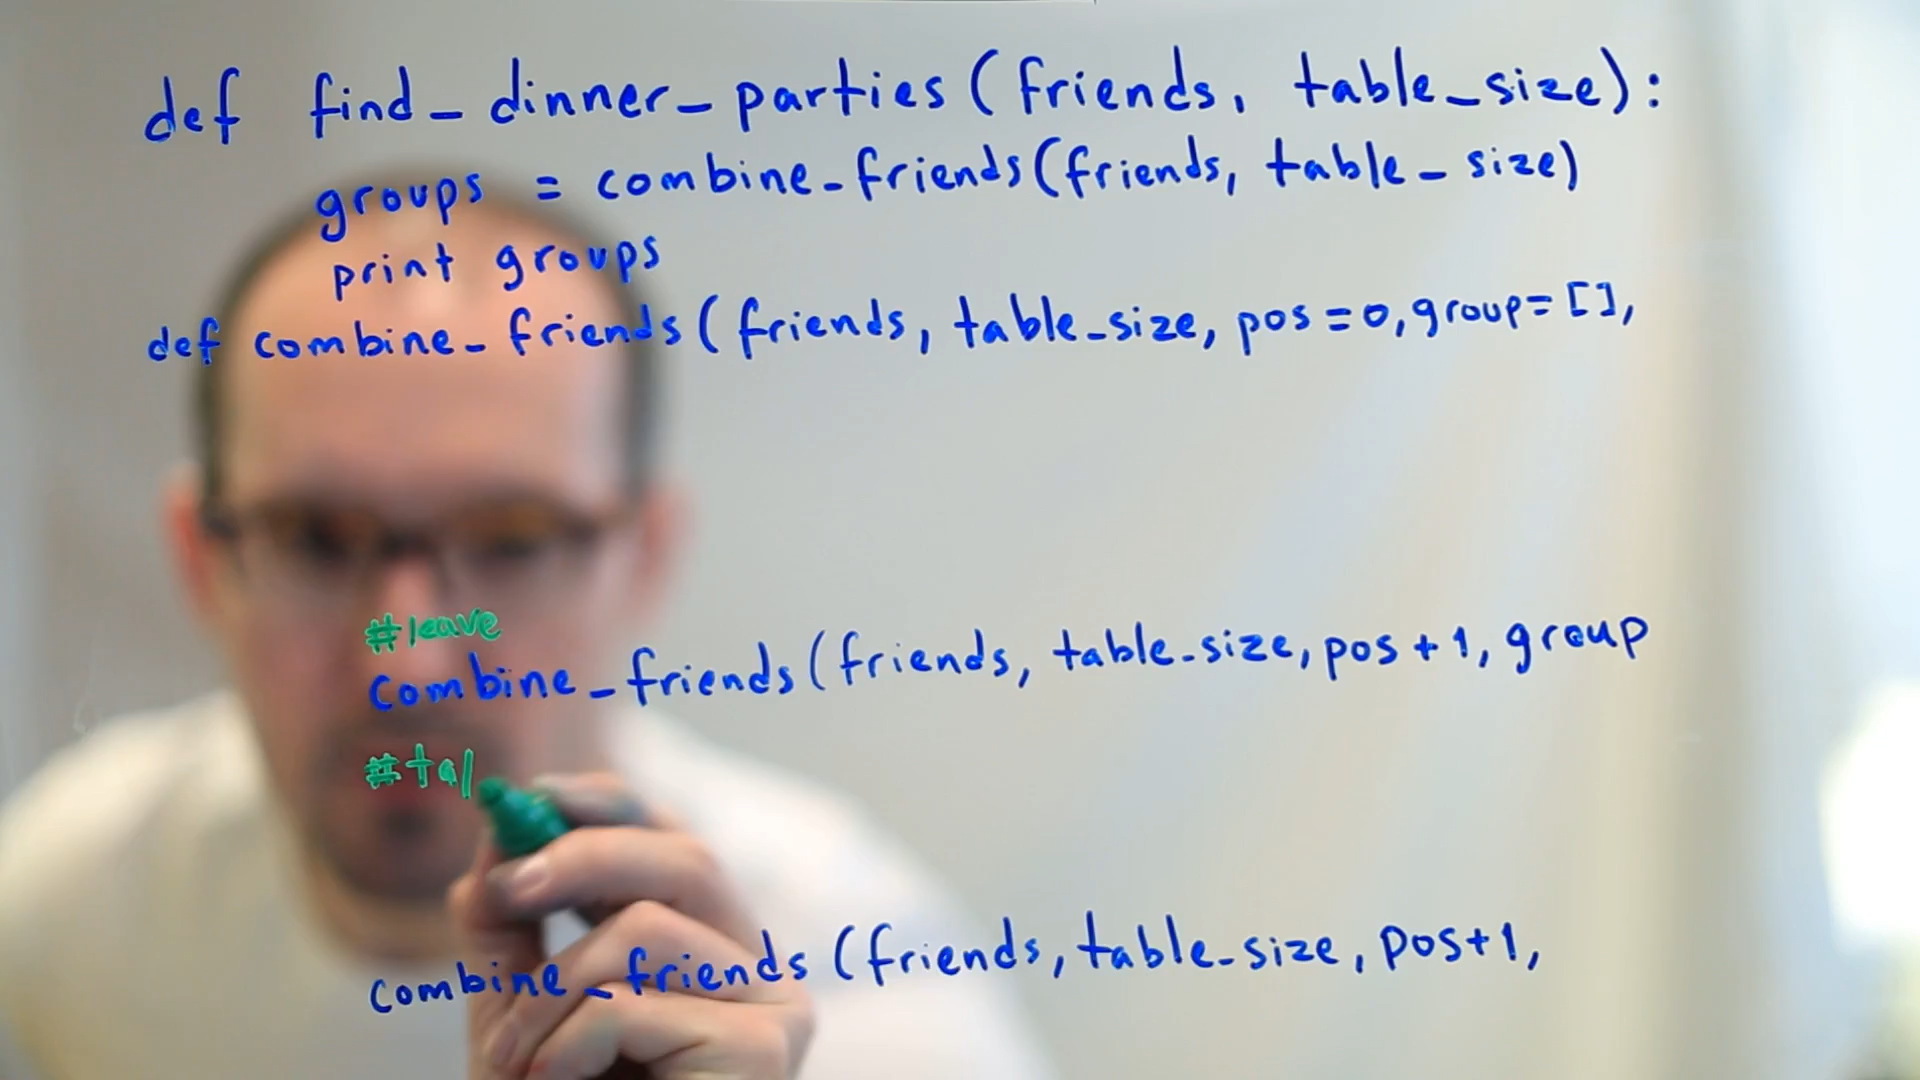 def find_dinner_parties(friends, table_size):
groups = combine_friends(friends, table_size)
print groups
def combine_friends(friends, table_size, pos=0, group=[],
#leave
combine_friends(friends, table_size, pos+1, group
#ta
combine_friends(friends, table_size, pos+1,